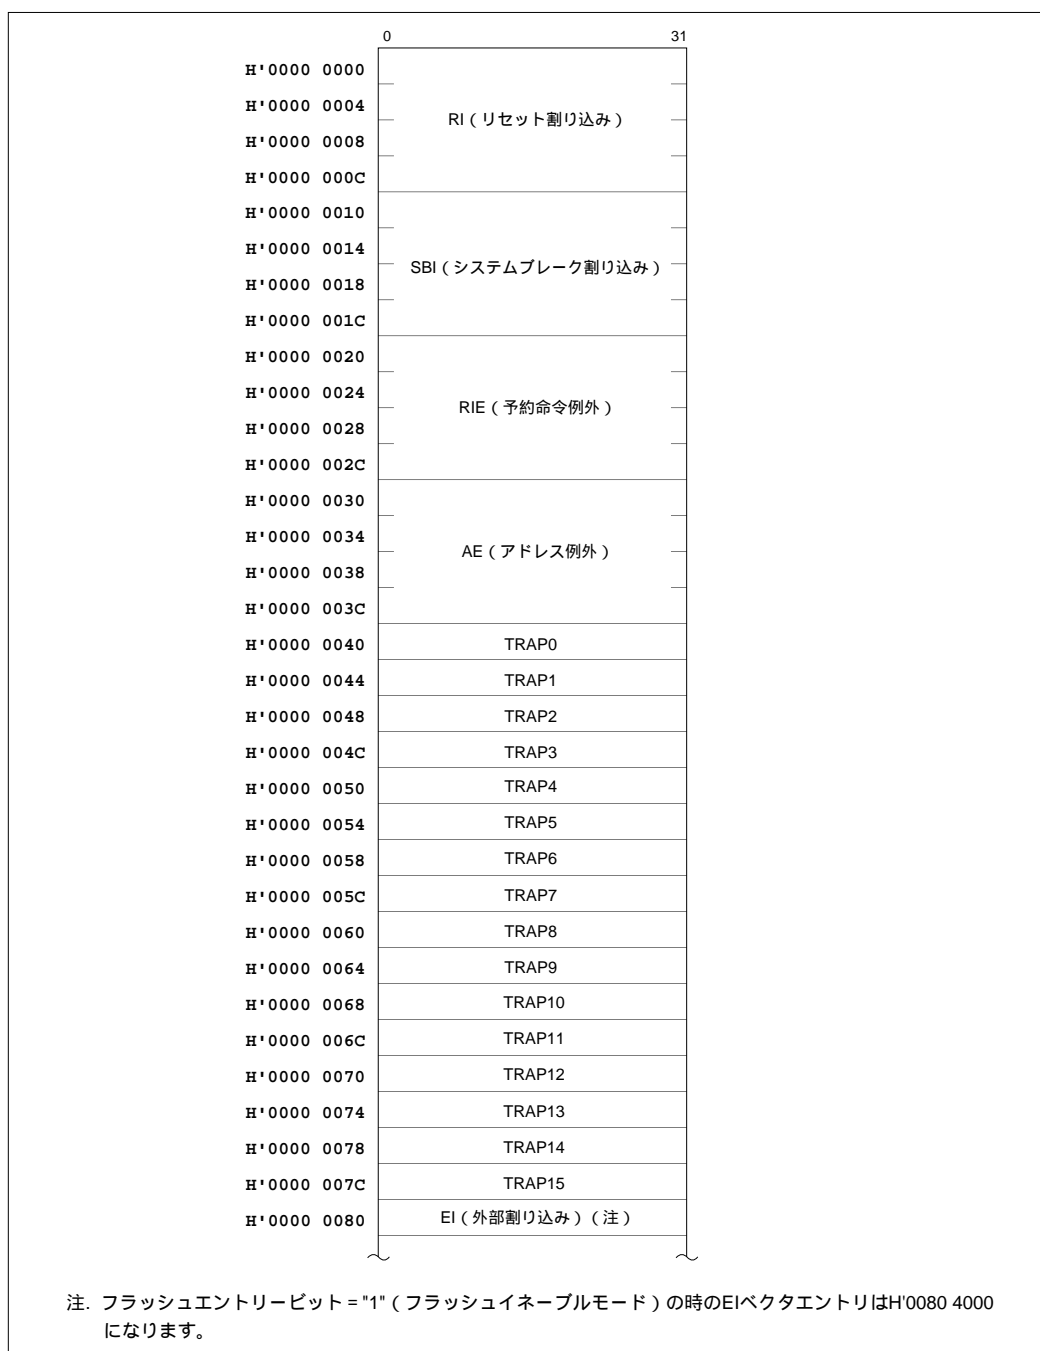 0 31
H'0000 0000
H'0000 0004
RI（リセット割り込み）
H'0000 0008
H'0000 000C
H'0000 0010
H'0000 0014
SBI（システムブレーク割り込み）
H'0000 0018
H'0000 001C
H'0000 0020
H'0000 0024
RIE（予約命令例外）
H'0000 0028
H'0000 002C
H'0000 0030
H'0000 0034
AE（アドレス例外）
H'0000 0038
H'0000 003C
H'0000 0040 TRAP0
H'0000 0044 TRAP1
H'0000 0048 TRAP2
H'0000 004C TRAP3
H'0000 0050 TRAP4
H'0000 0054 TRAP5
H'0000 0058 TRAP6
H'0000 005C TRAP7
H'0000 0060 TRAP8
H'0000 0064 TRAP9
H'0000 0068 TRAP10
H'0000 006C TRAP11
H'0000 0070 TRAP12
H'0000 0074 TRAP13
H'0000 0078 TRAP14
H'0000 007C TRAP15
H'0000 0080 EI（外部割り込み）（注）
注. フラッシュエントリービット = "1"（フラッシュイネーブルモード）の時のEIベクタエントリはH'0080 4000
になります。